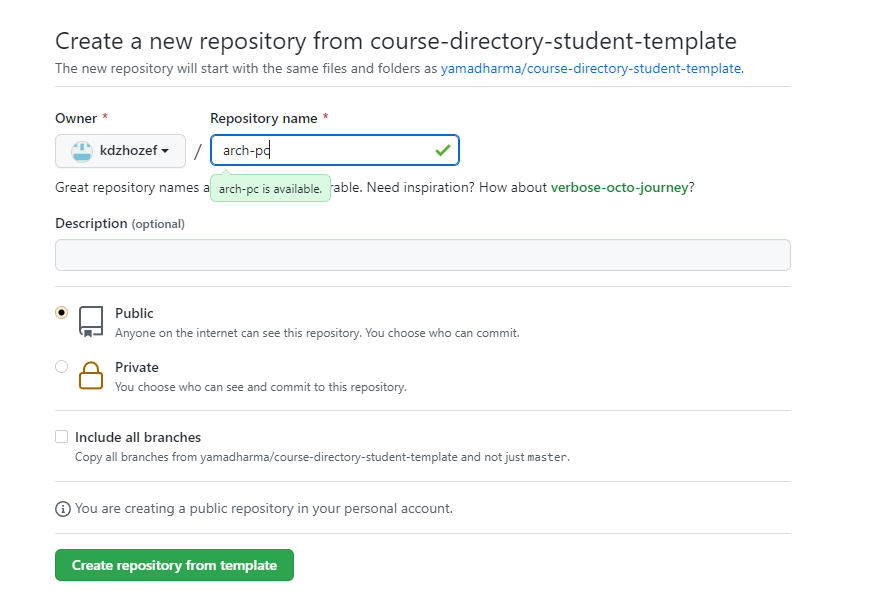 Create a new repository from course-directory-student-template
The new repository will start with the same files and folders as yamadharma/course-directory-student-template.
Owner * Repository name *
kdzhozef / arch-pc
Great repository names a rable. Need inspiration? How about verbose-octo-journey?
arch-pc is available.
Description (optional)
Public
Anyone on the internet can see this repository. You choose who can commit.
Private
You choose who can see and commit to this repository.
Include all branches
Copy all branches from yamadharma/course-directory-student-template and not just master.
You are creating a public repository in your personal account.
Create repository from template